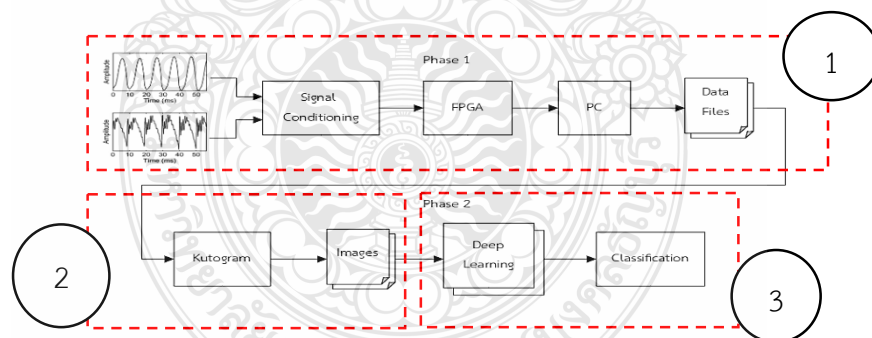 Phase 1
1
Amplitude
0 10 20 30 40 50
Time (ms)
Amplitude
0 10 20 30 40 50
Time (ms)
Signal
Conditioning
FPGA
PC
Data
Files
Phase 2
2
Kutogram
Images
Deep
Learning
Classification
3